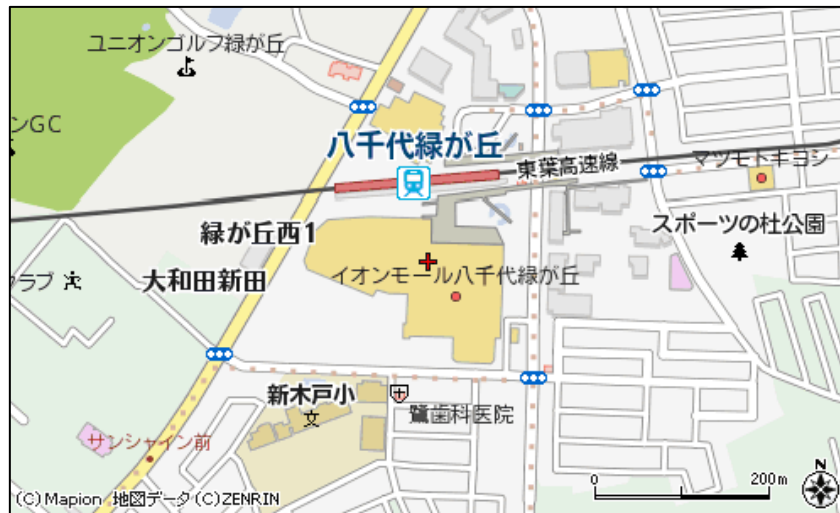 ユニオンゴルフ緑が丘
ンGC
八千代緑が丘
東葉高速線
マツモトキヨシ
緑が丘西1
スポーツの杜公園
クラブ
大和田新田
イオンモール八千代緑が丘
新木戸小
文
鷺歯科医院
サンシャイン前
N
0
200m
(C)Mapion 地図データ(C)ZENRIN